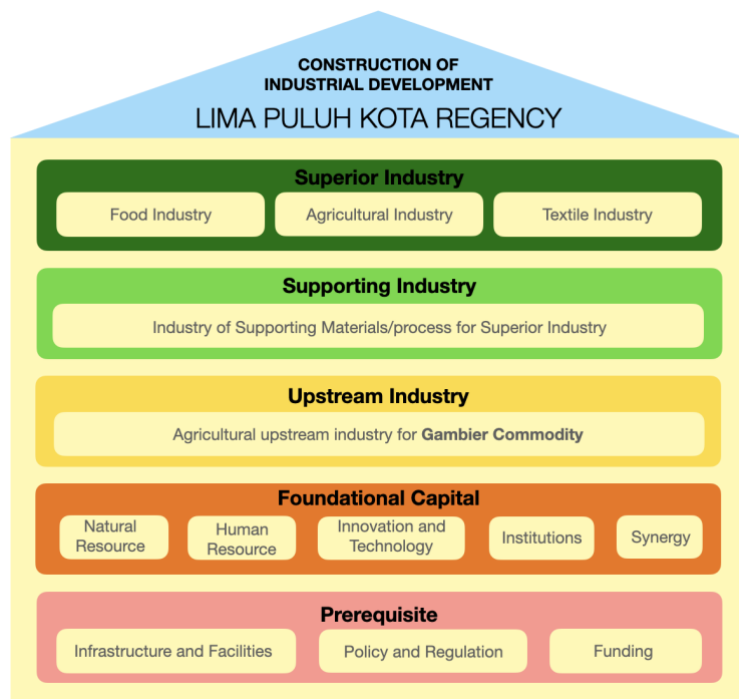 CONSTRUCTION OF
INDUSTRIAL DEVELOPMENT
LIMA PULUH KOTA REGENCY
Superior Industry
Food Industry
Agricultural Industry
Textile Industry
Supporting Industry
Industry of Supporting Materials/process for Superior Industry
Upstream Industry
Agricultural upstream industry for Gambier Commodity
Foundational Capital
Natural
Resource
Human
Resource
Innovation and
Technology
Institutions
Synergy
Prerequisite
Infrastructure and Facilities
Policy and Regulation
Funding